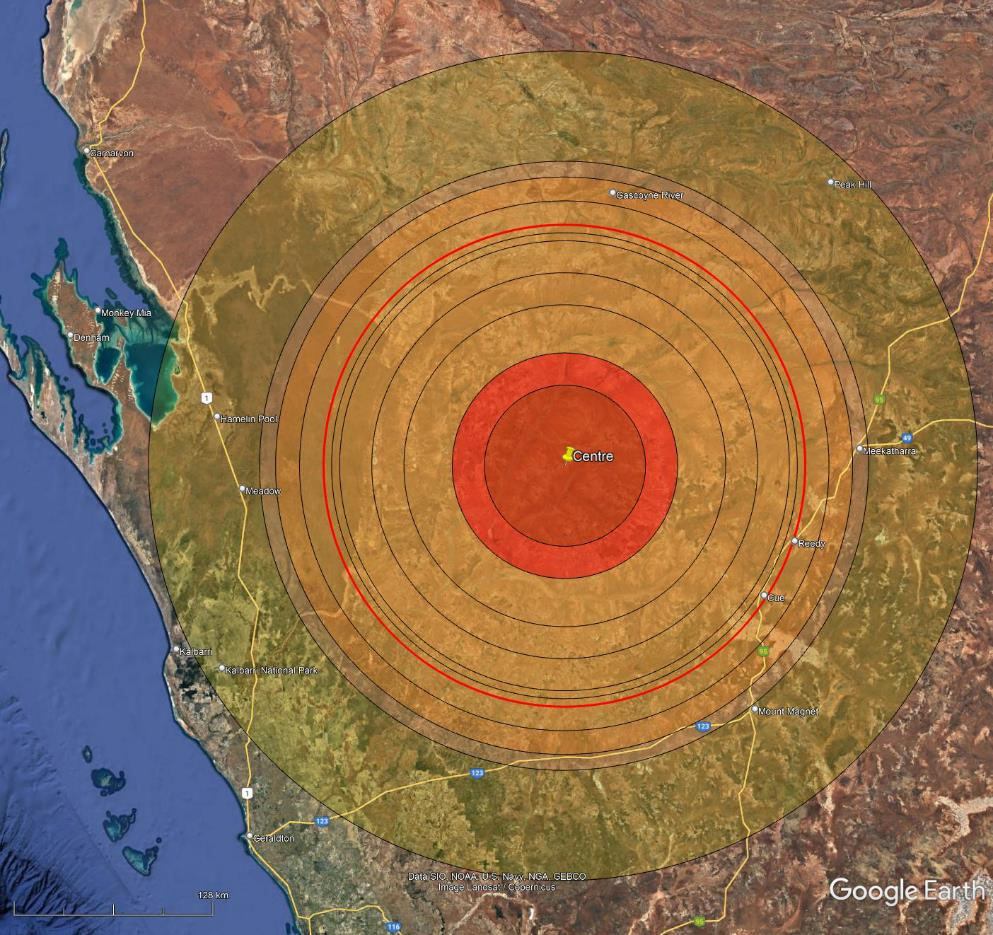 Carnarvon
Peak Hill
Gascoyne River
Monkey Mia
Denham
1
95
Hamelin Pool
49
Meekatharra
Centre
Meadow
Reedy
Cue
Kalbarri
95
Kalbarri National Park
Mount Magnet
123
123
1
123
Geraldton
Data SIO, NOAA, U.S. Navy, NGA, GEBCO
Image Landsat / Copernicus
128 km
Google Earth
95
116